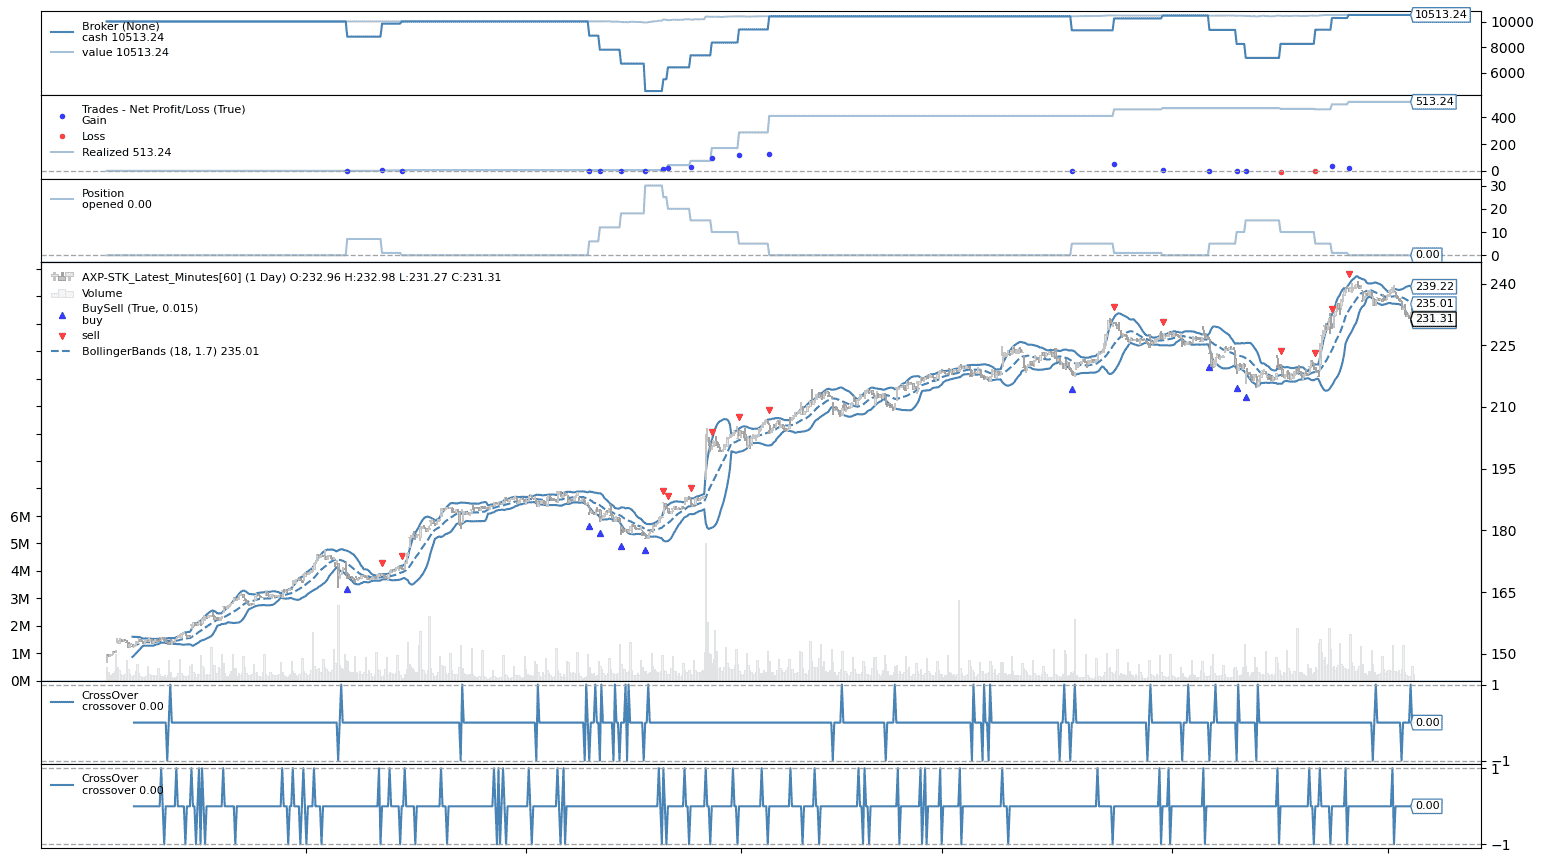 Broker (None)
cash 10513.24
value 10513.24
10513.24
10000
8000
6000
Trades - Net Profit/Loss (True)
Gain
Loss
Realized 513.24
513.24
400
200
0
Position
opened 0.00
30
20
10
0
0.00
AXP-STK_Latest_Minutes[60] (1 Day) O:232.96 H:232.98 L:231.27 C:231.31
Volume
BuySell (True, 0.015)
buy
sell
BollingerBands (18, 1.7) 235.01
239.22
235.01
231.31
240
225
210
195
180
165
150
6M
5M
4M
3M
2M
1M
0M
CrossOver
crossover 0.00
1
0.00
−1
CrossOver
crossover 0.00
1
0.00
−1